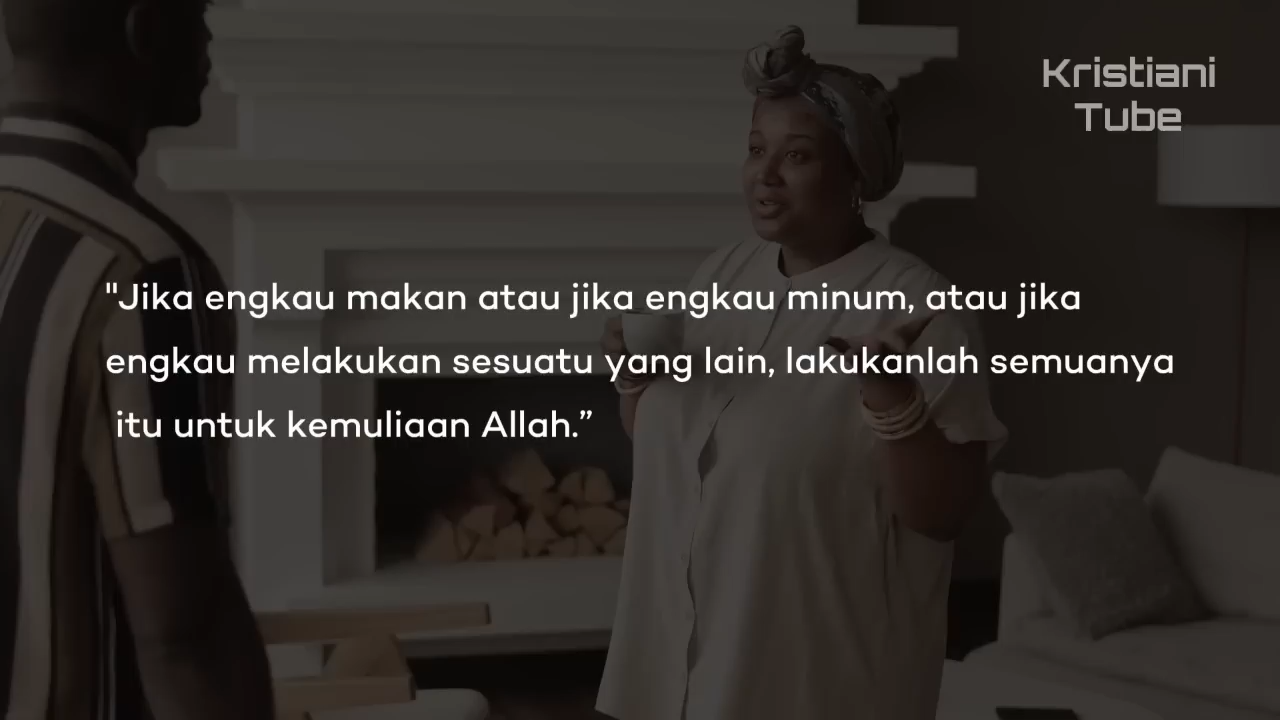 Kristiani
Tube
"Jika engkau makan atau jika engkau minum, atau jika
engkau melakukan sesuatu yang lain, lakukanlah semuanya
itu untuk kemuliaan Allah.”